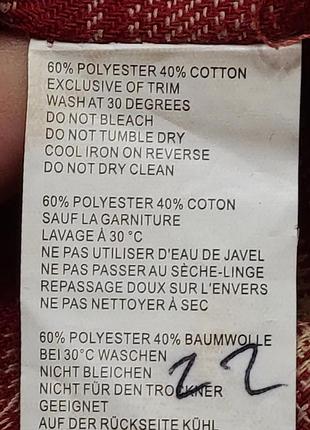 60% POLYESTER 40% COTTON
EXCLUSIVE OF TRIM
WASH AT 30 DEGREES
DO NOT BLEACH
DO NOT TUMBLE DRY
COOL IRON ON REVERSE
DO NOT DRY CLEAN
60% POLYESTER 40% COTON
SAUF LA GARNITURE
LAVAGE À 30 °C
NE PAS UTILISER D'EAU DE JAVEL
NE PAS PASSER AU SÈCHE-LINGE
REPASSAGE DOUX SUR L'ENVERS
NE PAS NETTOYER À SEC
60% POLYESTER 40% BAUMWOLLE
BEI 30°C WASCHEN
NICHT BLEICHEN
22
NICHT FÜR DEN TROCKNER
GEEIGNET
AUF DER RÜCKSEITE KÜHL